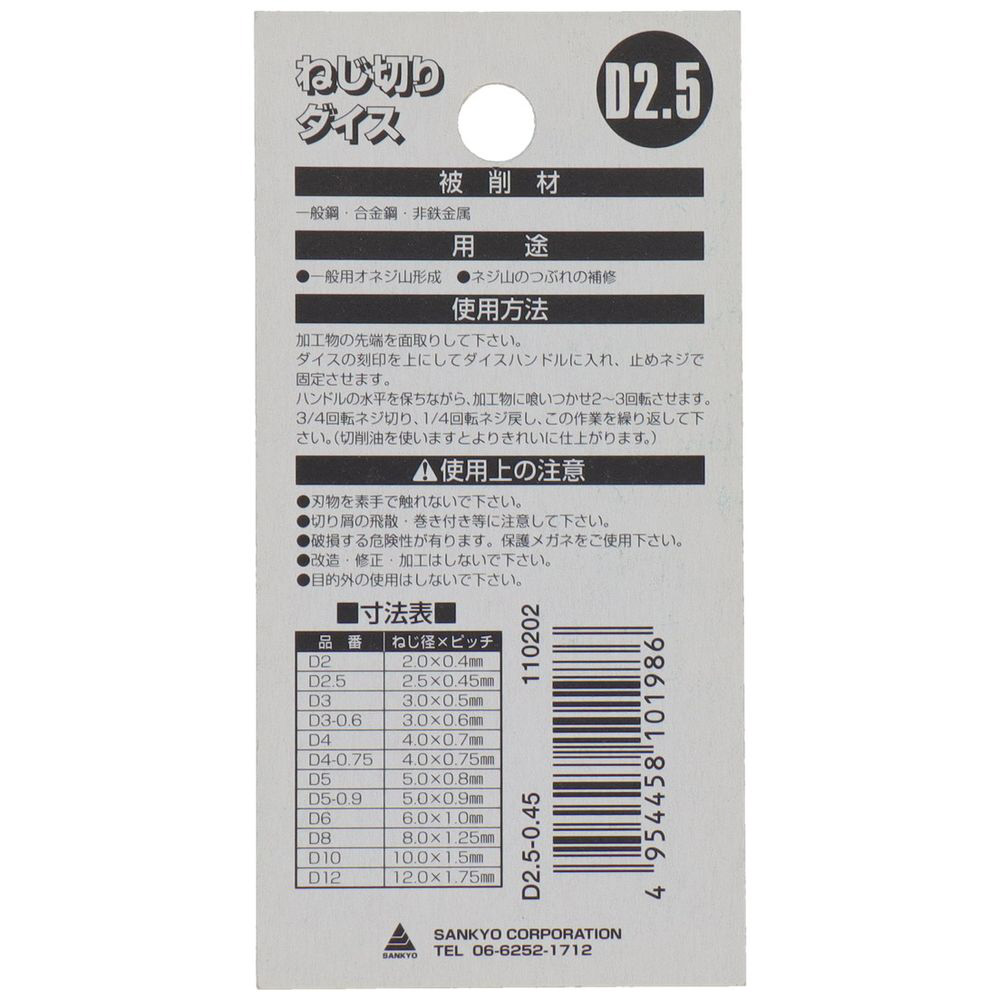 ねじ切り
ダイス
D2.5
被削材
一般鋼・合金鋼・非鉄金属
用途
●一般用オネジ山形成 ●ネジ山のつぶれの補修
使用方法
加工物の先端を面取りして下さい。
ダイスの刻印を上にしてダイスハンドルに入れ、止めネジで
固定させます。
ハンドルの水平を保ちながら、加工物に喰いつかせ2～3回転させます。
3/4回転ネジ切り、1/4回転ネジ戻し、この作業を繰り返して下
さい。(切削油を使いますとよりきれいに仕上がります。)
⚠使用上の注意
●刃物を素手で触れないで下さい。
●切り屑の飛散・巻き付き等に注意して下さい。
●破損する危険性が有ります。保護メガネをご使用下さい。
●改造・修正・加工はしないで下さい。
●目的外の使用はしないで下さい。
■寸法表■
品番 ねじ径×ピッチ
D2 2.0×0.4㎜
D2.5 2.5×0.45㎜
D3 3.0×0.5㎜
D3-0.6 3.0×0.6㎜
D4 4.0×0.7㎜
D4-0.75 4.0×0.75㎜
D5 5.0×0.8㎜
D5-0.9 5.0×0.9㎜
D6 6.0×1.0㎜
D8 8.0×1.25㎜
D10 10.0×1.5㎜
D12 12.0×1.75㎜
D2.5-0.45 110202
4 954458 101986
SANKYO
SANKYO CORPORATION
TEL 06-6252-1712